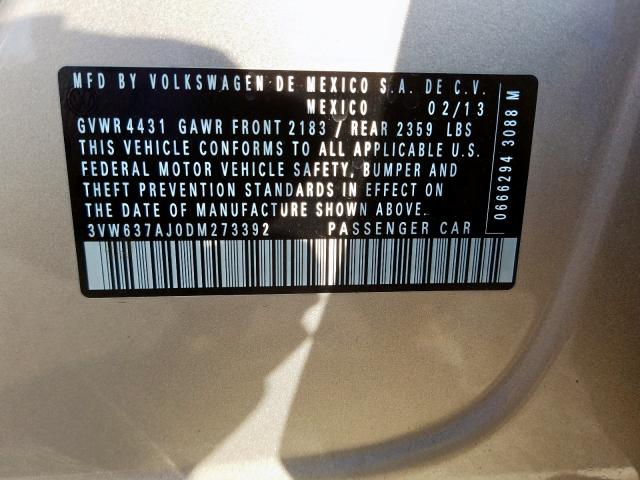 MFD BY VOLKSWAGEN DE MEXICO S.A. DE C.V.
MEXICO 02/13
GVWR 4431 GAWR FRONT 2183 / REAR 2359 LBS
THIS VEHICLE CONFORMS TO ALL APPLICABLE U.S.
FEDERAL MOTOR VEHICLE SAFETY, BUMPER AND
THEFT PREVENTION STANDARDS IN EFFECT ON
THE DATE OF MANUFACTURE SHOWN ABOVE.
3VW637AJ0DM273392 PASSENGER CAR
0666294 3088 M